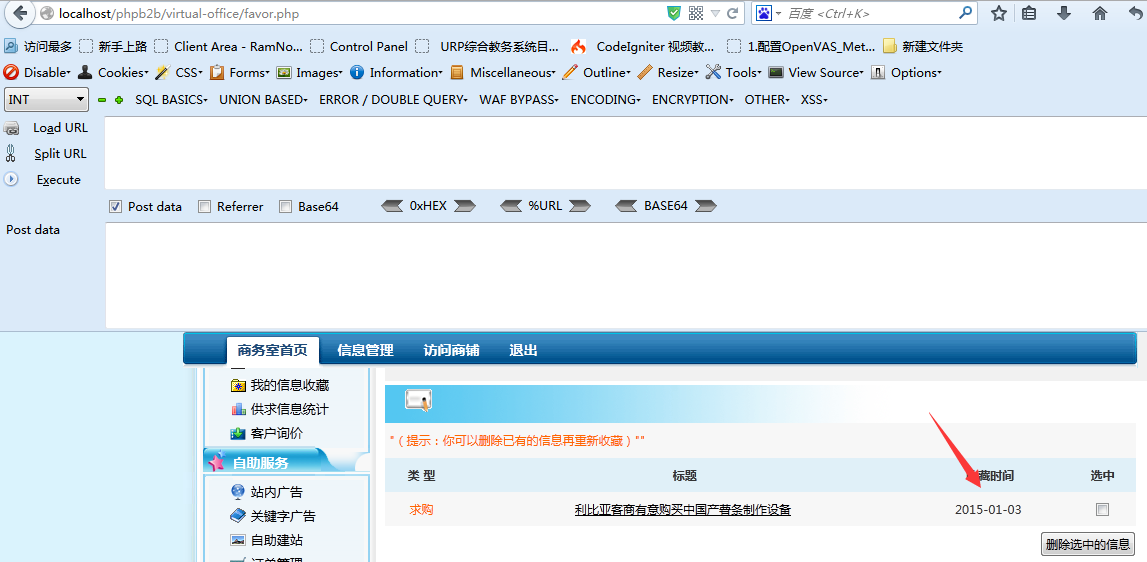 localhost/phpb2b/virtual-office/favor.php 百度 <Ctrl+K>
访问最多 新手上路 Client Area - RamNo... Control Panel URP综合教务系统目... CodeIgniter 视频教... 1.配置OpenVAS_Met... 新建文件夹
Disable Cookies CSS Forms Images Information Miscellaneous Outline Resize Tools View Source Options
INT SQL BASICS UNION BASED ERROR / DOUBLE QUERY WAF BYPASS ENCODING ENCRYPTION OTHER XSS
Load URL
Split URL
Execute
Post data Referrer Base64 0xHEX %URL BASE64
Post data
商务室首页 信息管理 访问商铺 退出
我的信息收藏
供求信息统计
客户询价
"（提示：你可以删除已有的信息再重新收藏）""
自助服务
类型 标题 藏时间 选中
站内广告
求购 利比亚客商有意购买中国产薯条制作设备 2015-01-03
关键字广告
自助建站
删除选中的信息